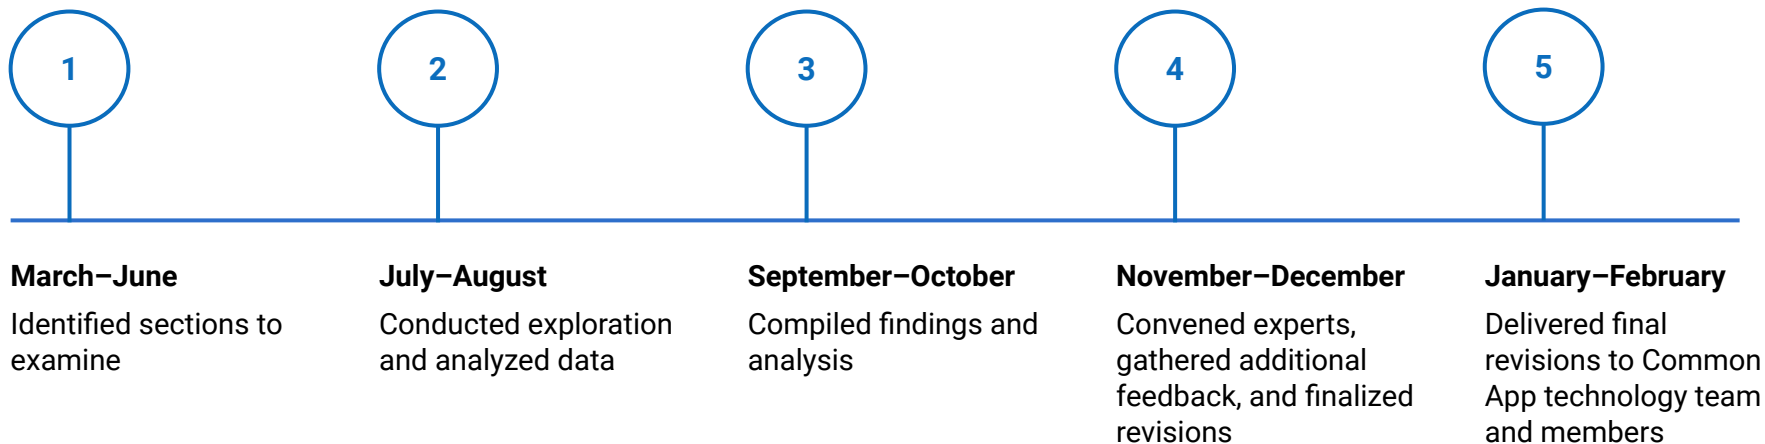 1
2
3
4
5
March–June
Identified sections to
examine
July–August
Conducted exploration
and analyzed data
September–October
Compiled findings and
analysis
November–December
Convened experts,
gathered additional
feedback, and finalized
revisions
January–February
Delivered final
revisions to Common
App technology team
and members